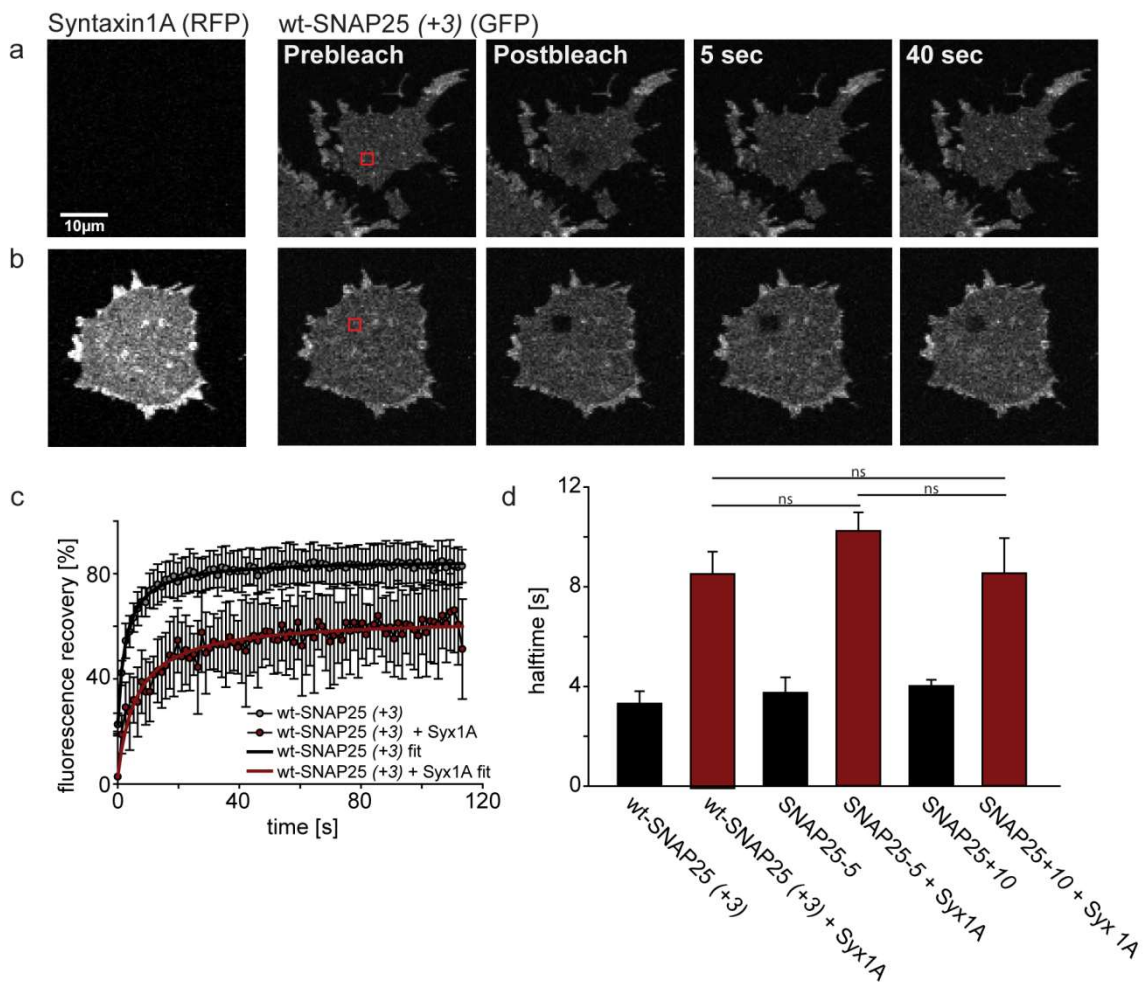 Syntaxin1A (RFP)
wt-SNAP25 (+3) (GFP)
a
Prebleach
Postbleach
5 sec
40 sec
10µm
b
c
fluorescence recovery [%]
80
40
0
0
40
80
120
time [s]
wt-SNAP25 (+3)
wt-SNAP25 (+3) + Syx1A
wt-SNAP25 (+3) fit
wt-SNAP25 (+3) + Syx1A fit
d
halftime [s]
12
8
4
0
ns
ns
ns
wt-SNAP25 (+3)
wt-SNAP25 (+3) + Syx1A
SNAP25-5
SNAP25-5 + Syx1A
SNAP25+10
SNAP25+10 + Syx 1A